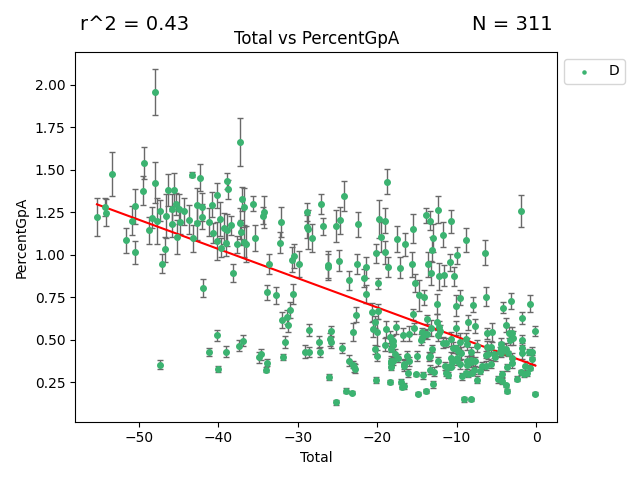 r^2 = 0.43 N = 311
Total vs PercentGpA
D
2.00
1.75
1.50
1.25
1.00
0.75
0.50
0.25
PercentGpA
−50 −40 −30 −20 −10 0
Total